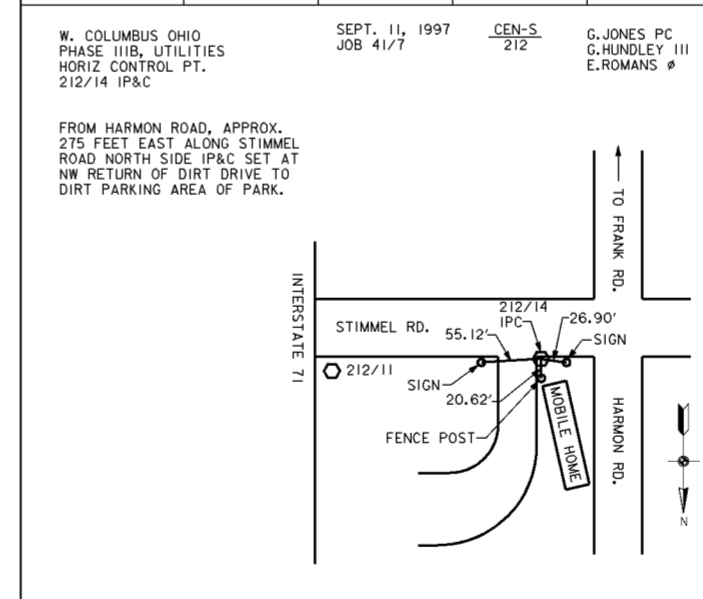 W. COLUMBUS OHIO
PHASE IIIB, UTILITIES
HORIZ CONTROL PT.
212/14 IP&C
SEPT. 11, 1997
JOB 41/7
CEN-S
212
G.JONES PC
G.HUNDLEY III
E.ROMANS ø
FROM HARMON ROAD, APPROX.
275 FEET EAST ALONG STIMMEL
ROAD NORTH SIDE IP&C SET AT
NW RETURN OF DIRT DRIVE TO
DIRT PARKING AREA OF PARK.
TO FRANK RD.
INTERSTATE 71
STIMMEL RD.
212/14
IPC
55.12'
26.90'
SIGN
212/11
SIGN
20.62'
FENCE POST
MOBILE HOME
HARMON RD.
N